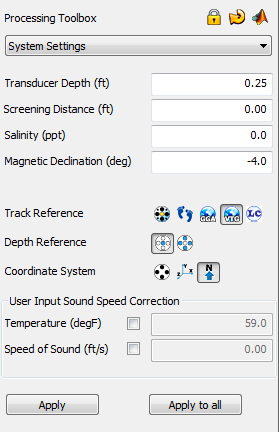 Processing Toolbox
System Settings
Transducer Depth (ft) 0.25
Screening Distance (ft) 0.00
Salinity (ppt) 0.0
Magnetic Declination (deg) -4.0
Track Reference GGA VTG LC
Depth Reference
Coordinate System N
User Input Sound Speed Correction
Temperature (degF) 59.0
Speed of Sound (ft/s) 0.00
Apply Apply to all